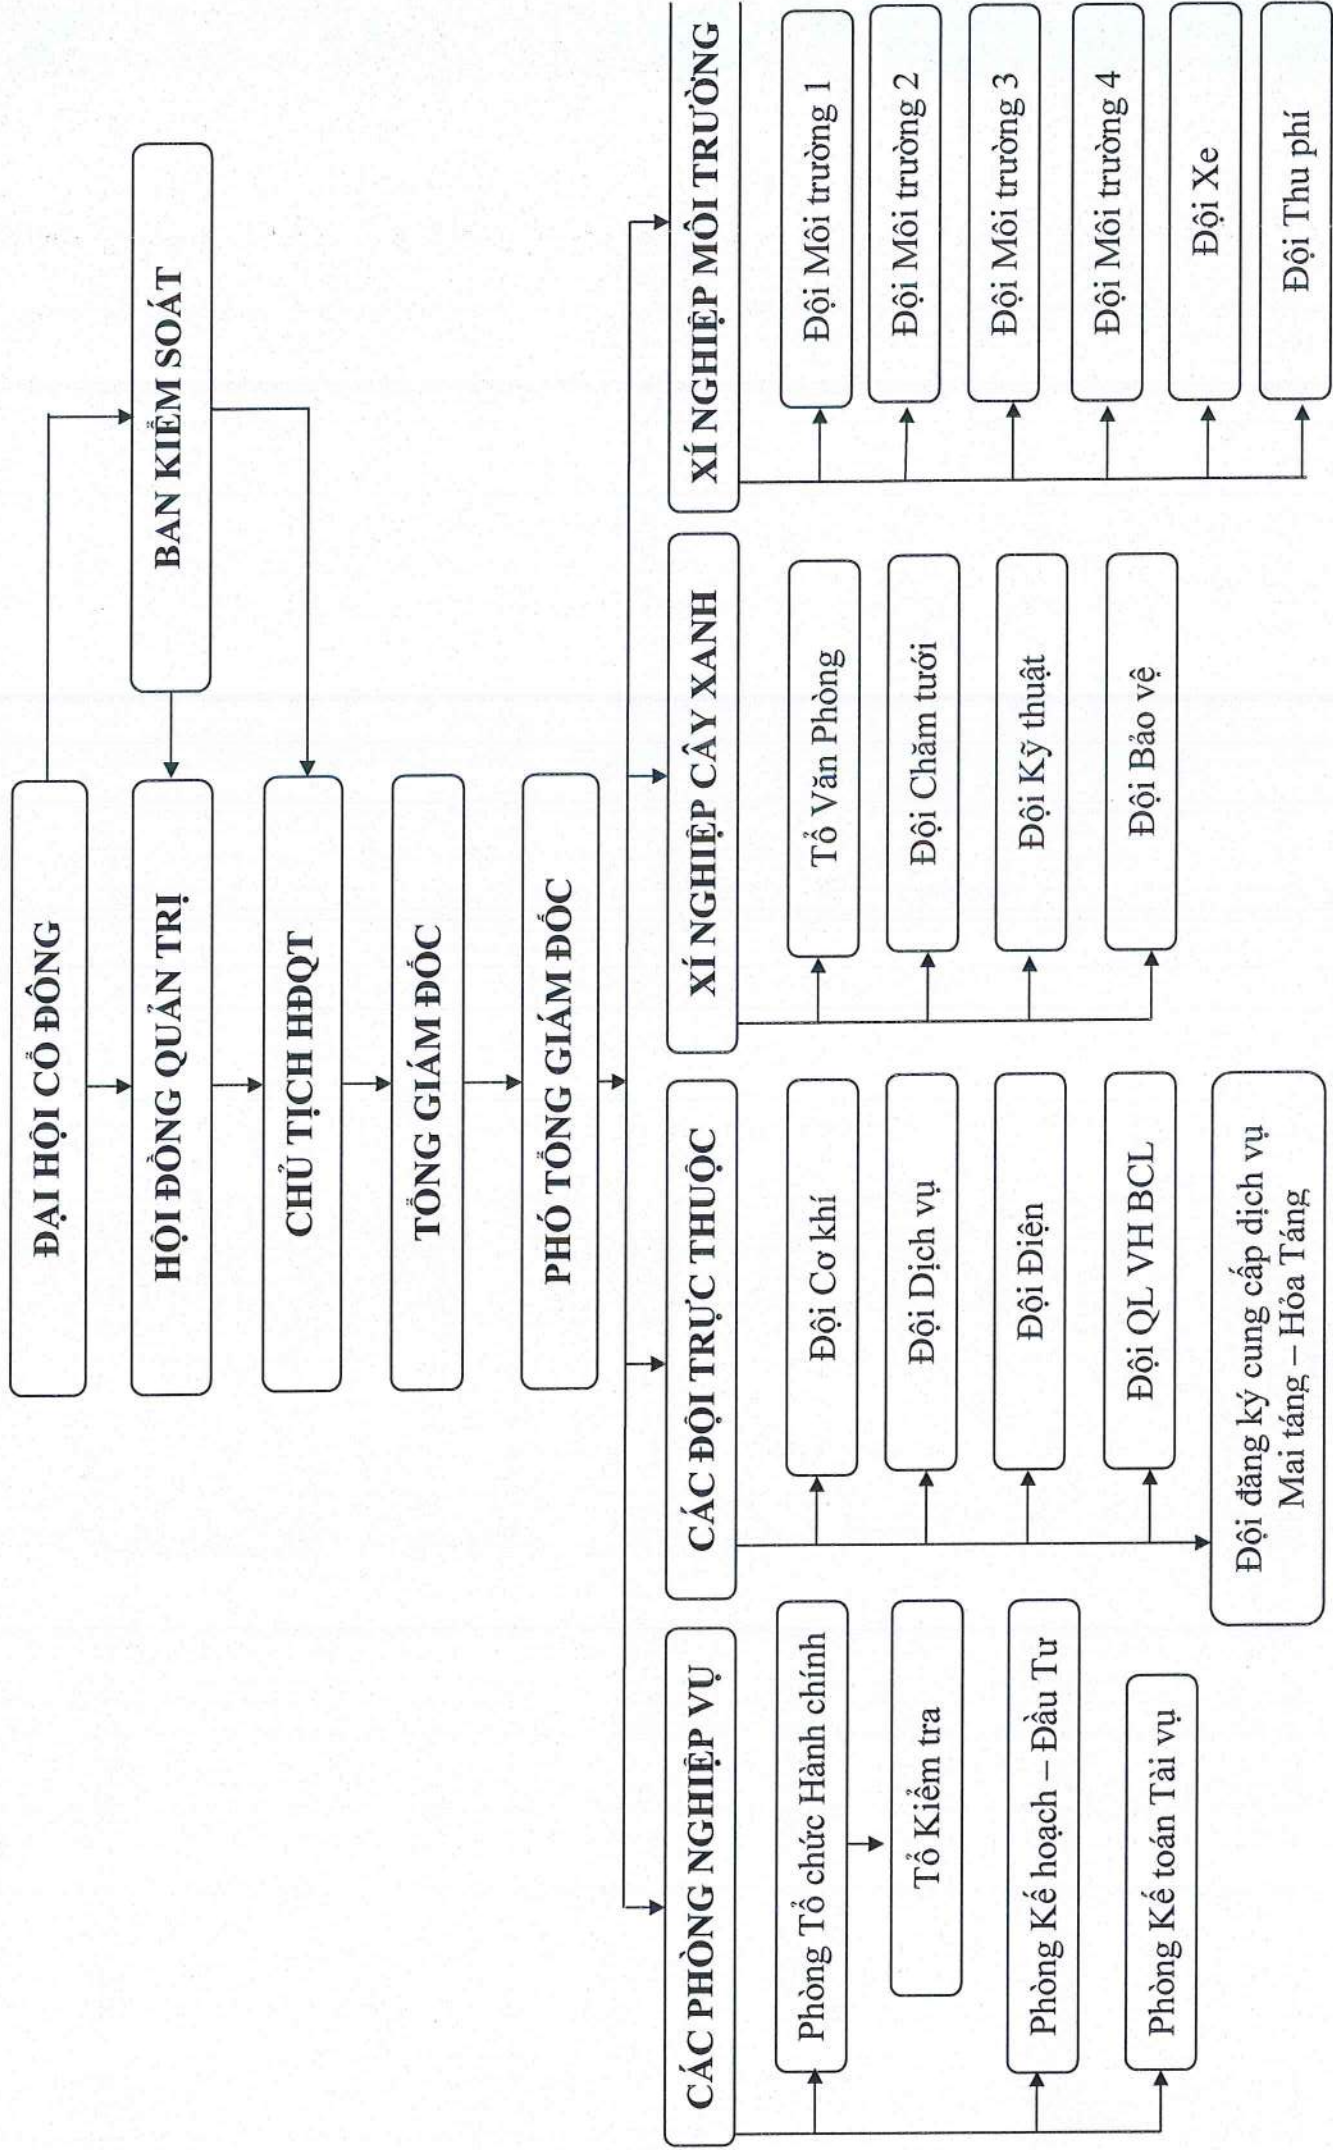 ĐẠI HỘI CỔ ĐÔNG
BAN KIỂM SOÁT
HỘI ĐỒNG QUẢN TRỊ
CHỦ TỊCH HĐQT
TỔNG GIÁM ĐỐC
PHÓ TỔNG GIÁM ĐỐC
CÁC PHÒNG NGHIỆP VỤ
Phòng Tổ chức Hành chính
Tổ Kiểm tra
Phòng Kế hoạch – Đầu Tư
Phòng Kế toán Tài vụ
CÁC ĐỘI TRỰC THUỘC
Đội Cơ khí
Đội Dịch vụ
Đội Điện
Đội QL VH BCL
Đội đăng ký cung cấp dịch vụ
Mai táng – Hỏa Táng
XÍ NGHIỆP CÂY XANH
Tổ Văn Phòng
Đội Chăm tưới
Đội Kỹ thuật
Đội Bảo vệ
XÍ NGHIỆP MÔI TRƯỜNG
Đội Môi trường 1
Đội Môi trường 2
Đội Môi trường 3
Đội Môi trường 4
Đội Xe
Đội Thu phí